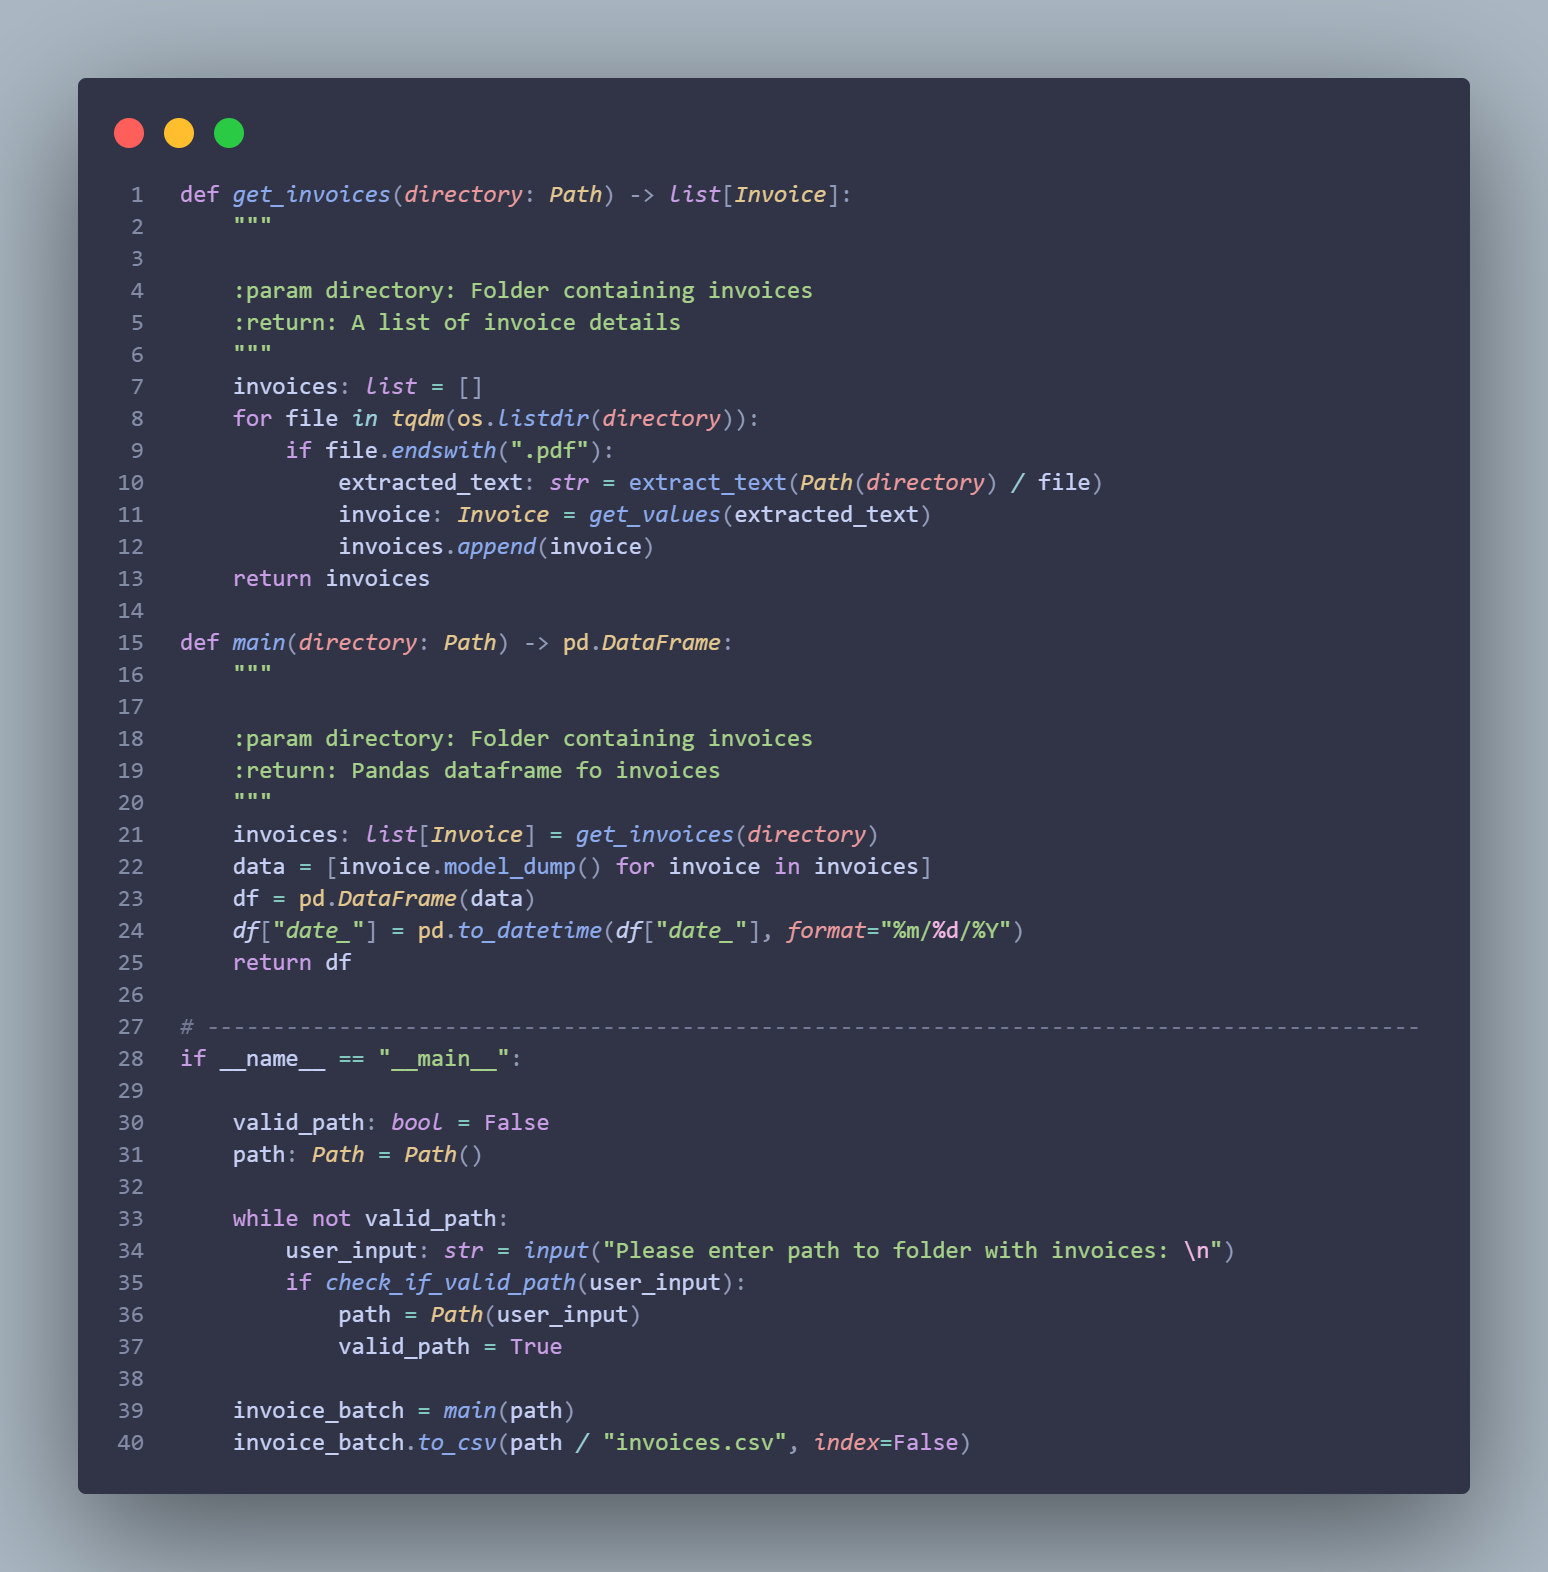 1 def get_invoices(directory: Path) -> list[Invoice]:
2     """
3
4     :param directory: Folder containing invoices
5     :return: A list of invoice details
6     """
7     invoices: list = []
8     for file in tqdm(os.listdir(directory)):
9         if file.endswith(".pdf"):
10             extracted_text: str = extract_text(Path(directory) / file)
11             invoice: Invoice = get_values(extracted_text)
12             invoices.append(invoice)
13     return invoices
14
15 def main(directory: Path) -> pd.DataFrame:
16     """
17
18     :param directory: Folder containing invoices
19     :return: Pandas dataframe fo invoices
20     """
21     invoices: list[Invoice] = get_invoices(directory)
22     data = [invoice.model_dump() for invoice in invoices]
23     df = pd.DataFrame(data)
24     df["date_"] = pd.to_datetime(df["date_"], format="%m/%d/%Y")
25     return df
26
27 # --------------------------------------------------------------------------------------------
28 if __name__ == "__main__":
29
30     valid_path: bool = False
31     path: Path = Path()
32
33     while not valid_path:
34         user_input: str = input("Please enter path to folder with invoices: \n")
35         if check_if_valid_path(user_input):
36             path = Path(user_input)
37             valid_path = True
38
39     invoice_batch = main(path)
40     invoice_batch.to_csv(path / "invoices.csv", index=False)